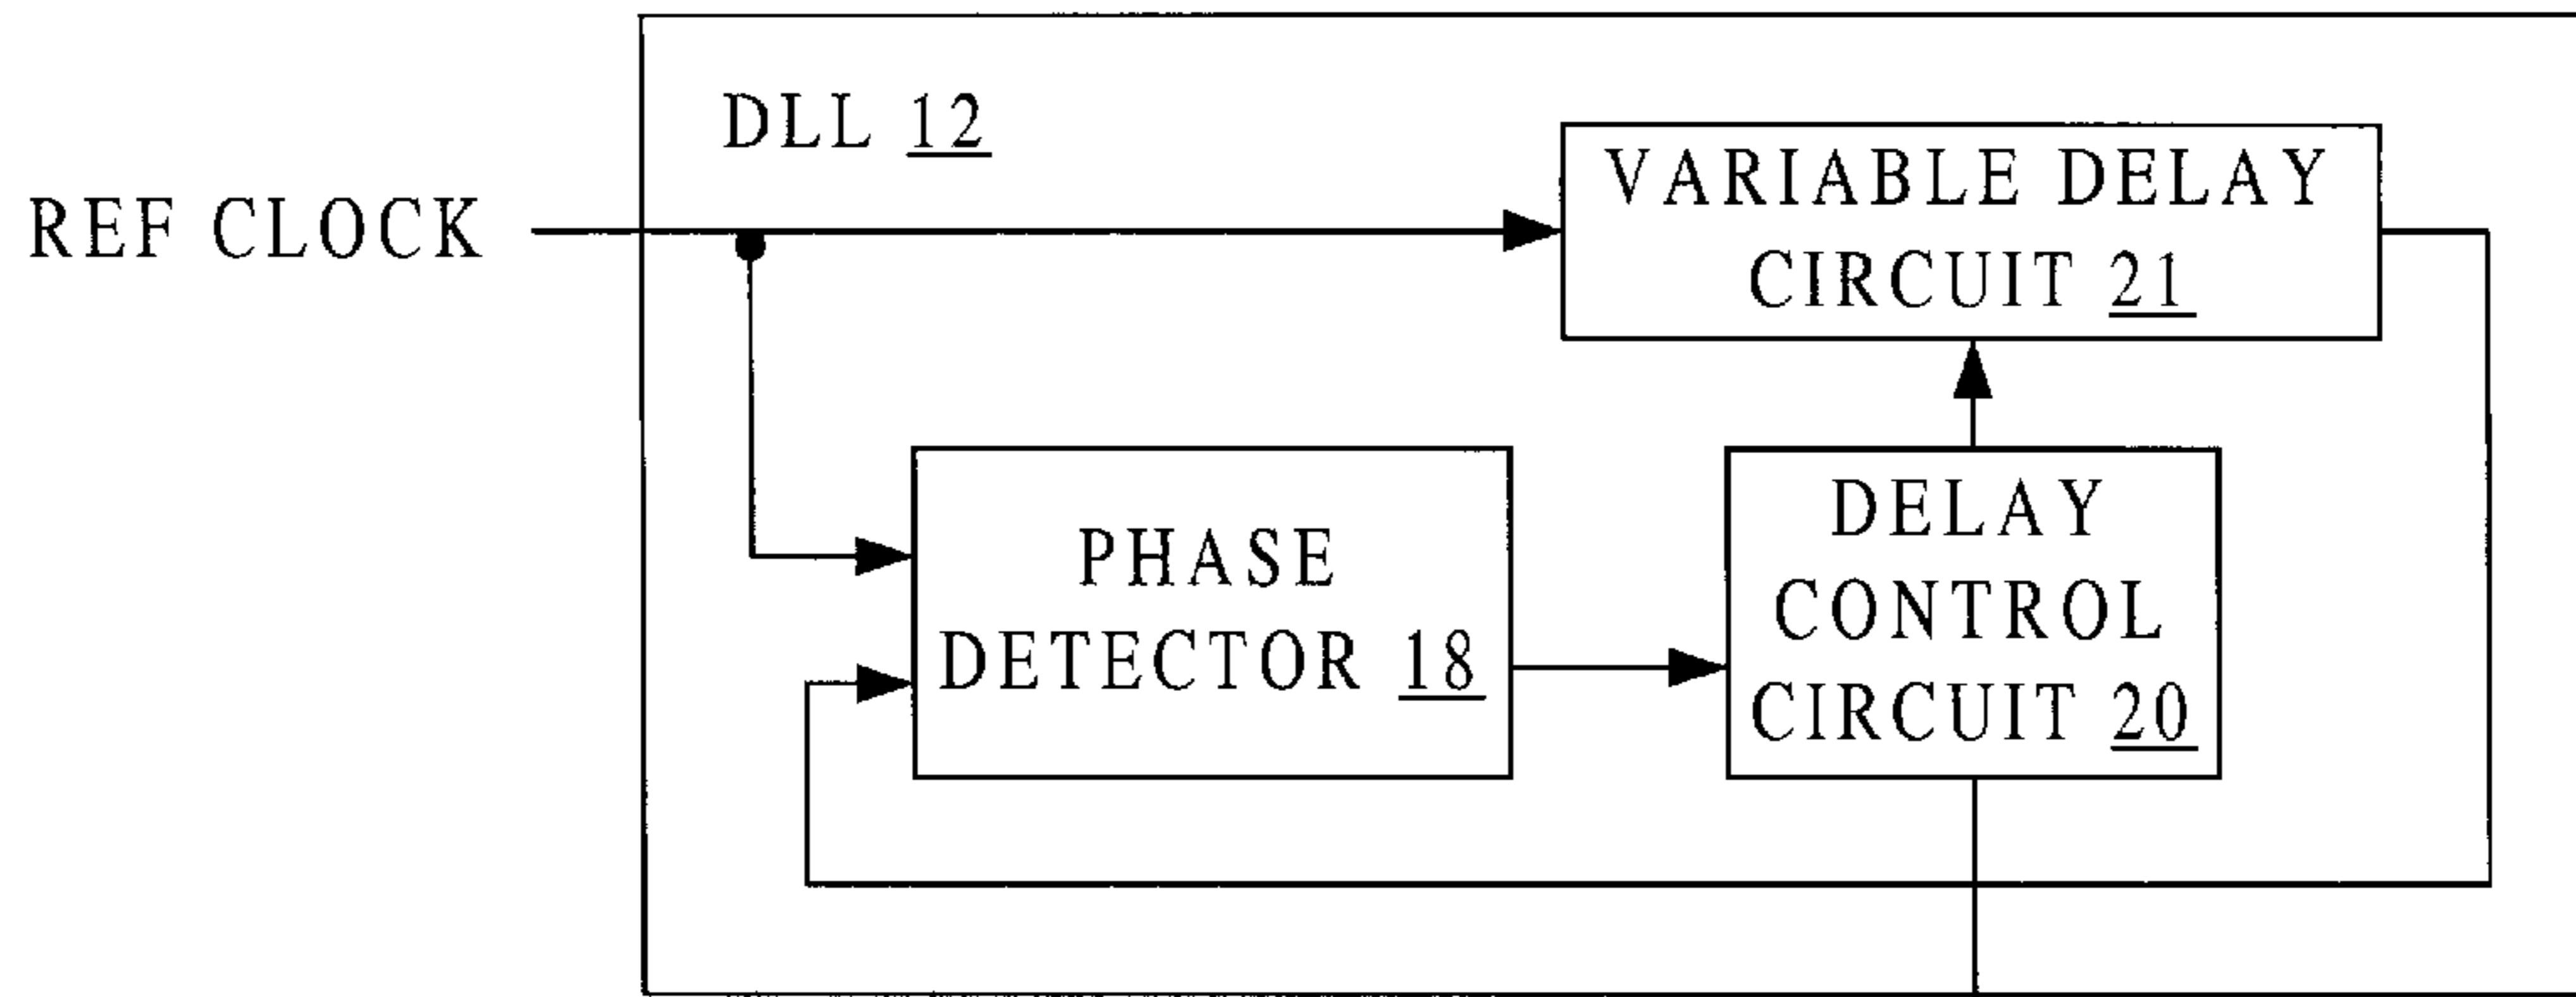 DLL 12
REF CLOCK
VARIABLE DELAY
CIRCUIT 21
PHASE
DETECTOR 18
DELAY
CONTROL
CIRCUIT 20